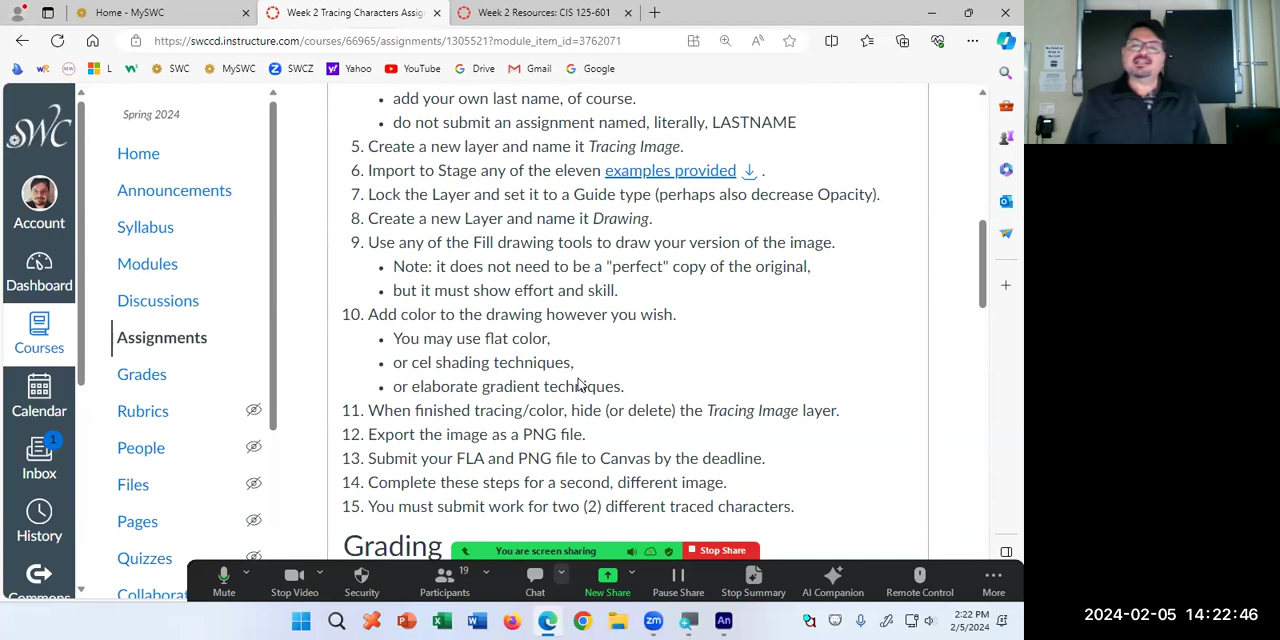 Home - MySWC
Week 2 Tracing Characters Assig
Week 2 Resources: CIS 125-601
https://swccd.instructure.com/courses/66965/assignments/1305521?module_item_id=3762071
L
SWC
MySWC
SWCZ
Yahoo
YouTube
Drive
Gmail
Google
SWC
Account
Dashboard
Courses
Calendar
1
Inbox
History
Commons
Spring 2024
Home
Announcements
Syllabus
Modules
Discussions
Assignments
Grades
Rubrics
People
Files
Pages
Quizzes
Collaborat
• add your own last name, of course.
• do not submit an assignment named, literally, LASTNAME
5. Create a new layer and name it Tracing Image.
6. Import to Stage any of the eleven examples provided .
7. Lock the Layer and set it to a Guide type (perhaps also decrease Opacity).
8. Create a new Layer and name it Drawing.
9. Use any of the Fill drawing tools to draw your version of the image.
• Note: it does not need to be a "perfect" copy of the original,
• but it must show effort and skill.
10. Add color to the drawing however you wish.
• You may use flat color,
• or cel shading techniques,
• or elaborate gradient techniques.
11. When finished tracing/color, hide (or delete) the Tracing Image layer.
12. Export the image as a PNG file.
13. Submit your FLA and PNG file to Canvas by the deadline.
14. Complete these steps for a second, different image.
15. You must submit work for two (2) different traced characters.
Grading
You are screen sharing
Stop Share
Mute
Stop Video
Security
19
Participants
Chat
New Share
Pause Share
Stop Summary
AI Companion
Remote Control
More
zm
An
2:22 PM
2/5/2024
2024-02-05 14:22:46